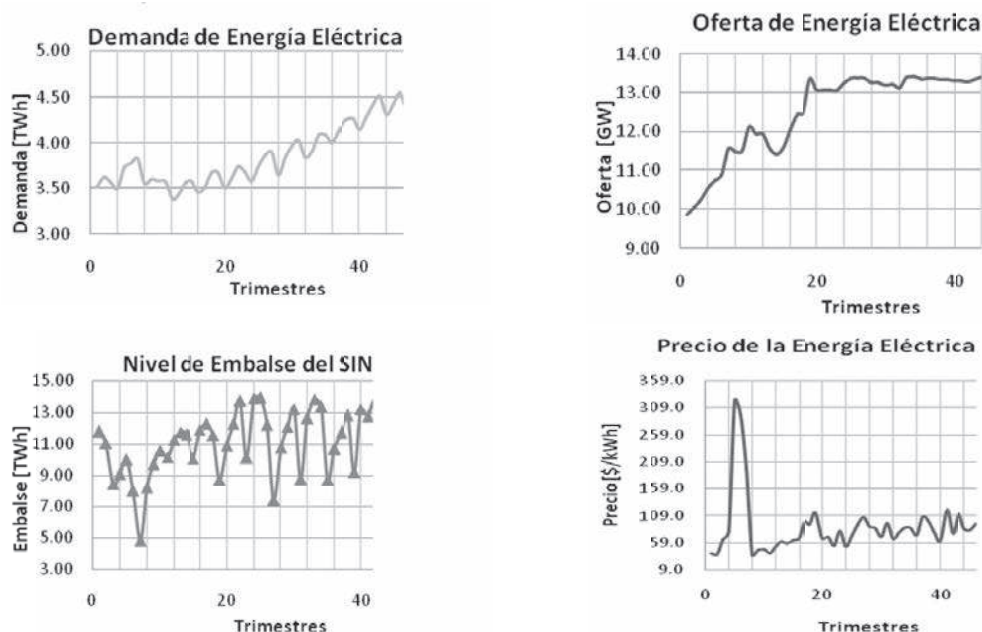 Demanda de Energía Eléctrica
5.00
4.50
4.00
3.50
3.00
Demanda [TWh]
0 20 40
Trimestres
Oferta de Energía Eléctrica
14.00
13.00
12.00
11.00
10.00
9.00
Oferta [GW]
0 20 40
Trimestres
Nivel de Embalse del SIN
15.00
13.00
11.00
9.00
7.00
5.00
3.00
Embalse [TWh]
0 20 40
Trimestres
Precio de la Energía Eléctrica
359.0
309.0
259.0
209.0
159.0
109.0
59.0
9.0
Precio[$/kWh]
0 20 40
Trimestres